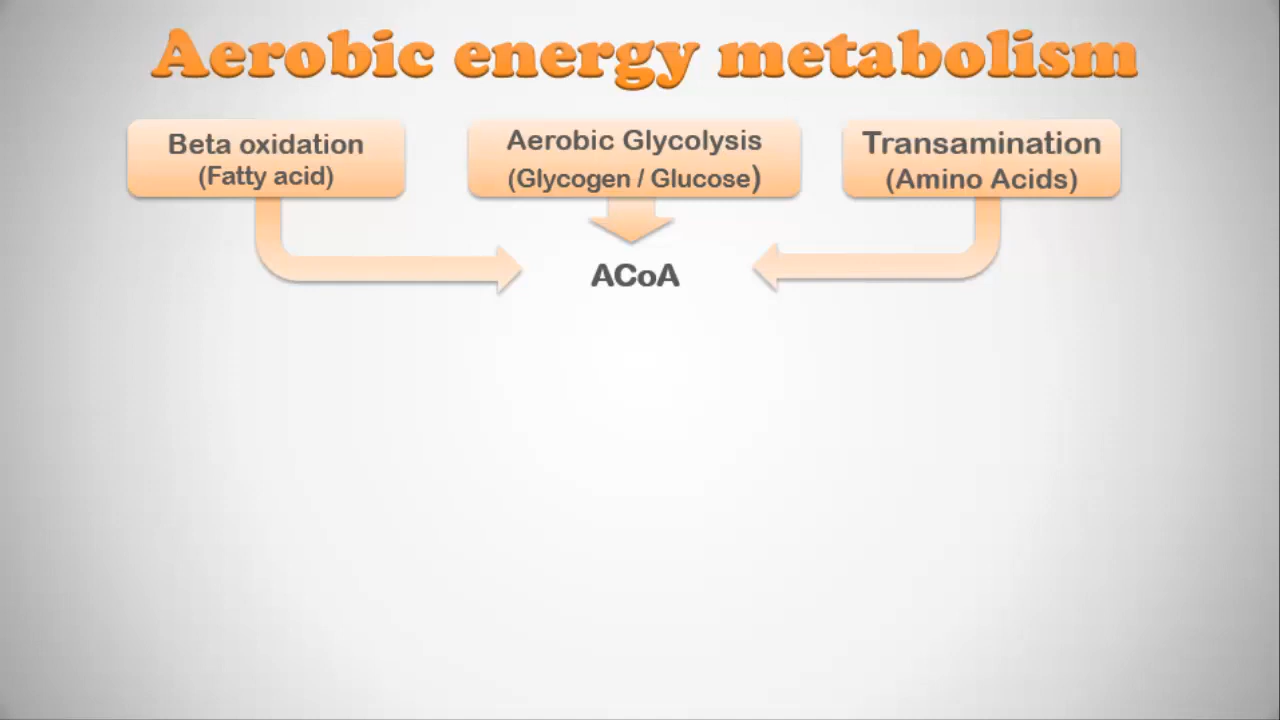 Aerobic energy metabolism
Beta oxidation
(Fatty acid)
Aerobic Glycolysis
(Glycogen / Glucose)
Transamination
(Amino Acids)
ACoA